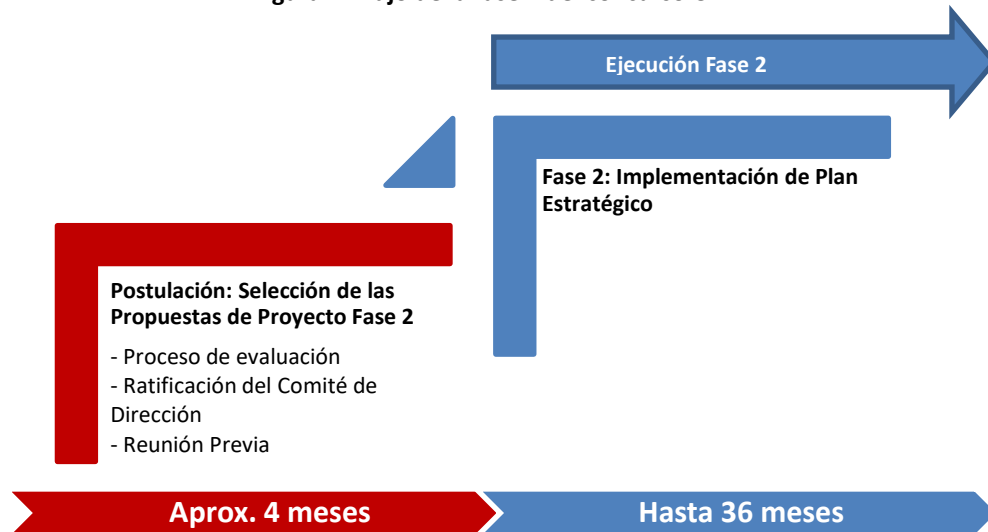 Ejecución Fase 2
Fase 2: Implementación de Plan
Estratégico
Postulación: Selección de las
Propuestas de Proyecto Fase 2
- Proceso de evaluación
- Ratificación del Comité de
Dirección
- Reunión Previa
Aprox. 4 meses
Hasta 36 meses